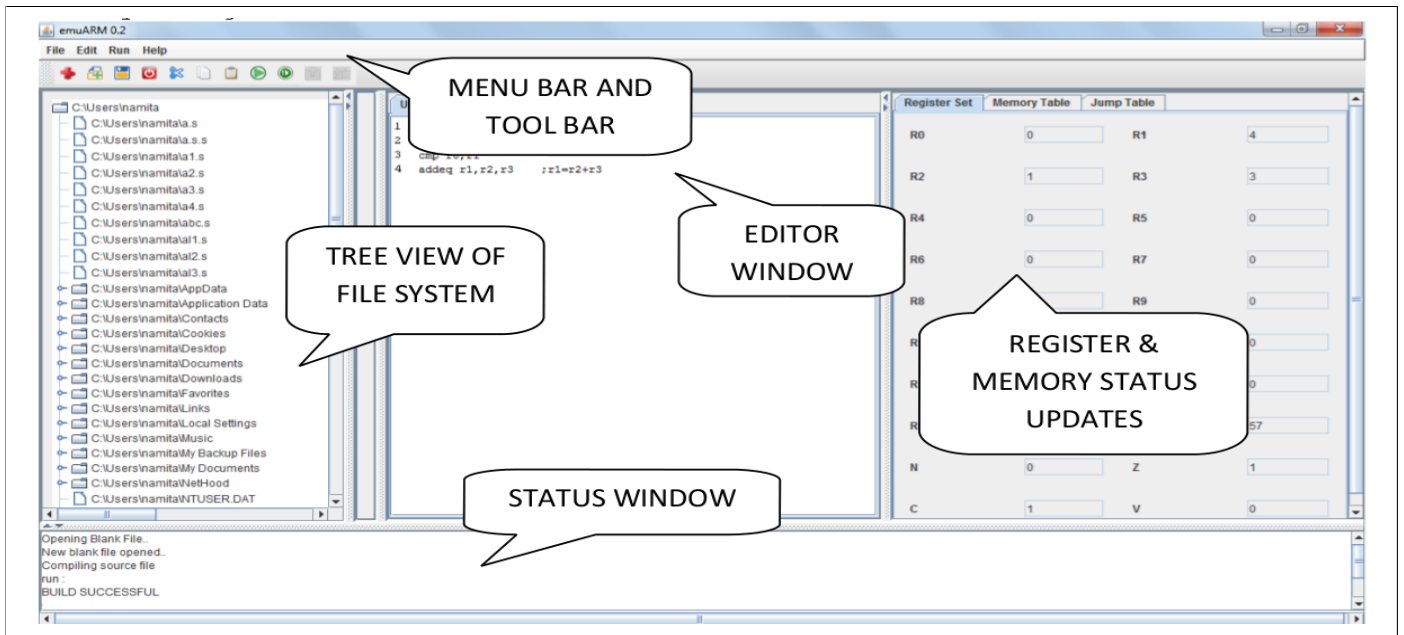 emuARM 0.2
File Edit Run Help
MENU BAR AND
TOOL BAR
C:\Users\namita
C:\Users\namita\a.s
C:\Users\namita\a.s.s
C:\Users\namita\a1.s
C:\Users\namita\a2.s
C:\Users\namita\a3.s
C:\Users\namita\a4.s
C:\Users\namita\abc.s
C:\Users\namita\al1.s
C:\Users\namita\al2.s
C:\Users\namita\al3.s
C:\Users\namita\AppData
C:\Users\namita\Application Data
C:\Users\namita\Contacts
C:\Users\namita\Cookies
C:\Users\namita\Desktop
C:\Users\namita\Documents
C:\Users\namita\Downloads
C:\Users\namita\Favorites
C:\Users\namita\Links
C:\Users\namita\Local Settings
C:\Users\namita\Music
C:\Users\namita\My Backup Files
C:\Users\namita\My Documents
C:\Users\namita\NetHood
C:\Users\namita\NTUSER.DAT
TREE VIEW OF
FILE SYSTEM
1
2
3 cmp r0,r1
4 addeq r1,r2,r3 ;r1=r2+r3
EDITOR
WINDOW
Register Set Memory Table Jump Table
R0 0 R1 4
R2 1 R3 3
R4 0 R5 0
R6 0 R7 0
R8 R9 0
R 0
R 0
R 57
N 0 Z 1
C 1 V 0
REGISTER &
MEMORY STATUS
UPDATES
STATUS WINDOW
Opening Blank File..
New blank file opened..
Compiling source file
run :
BUILD SUCCESSFUL